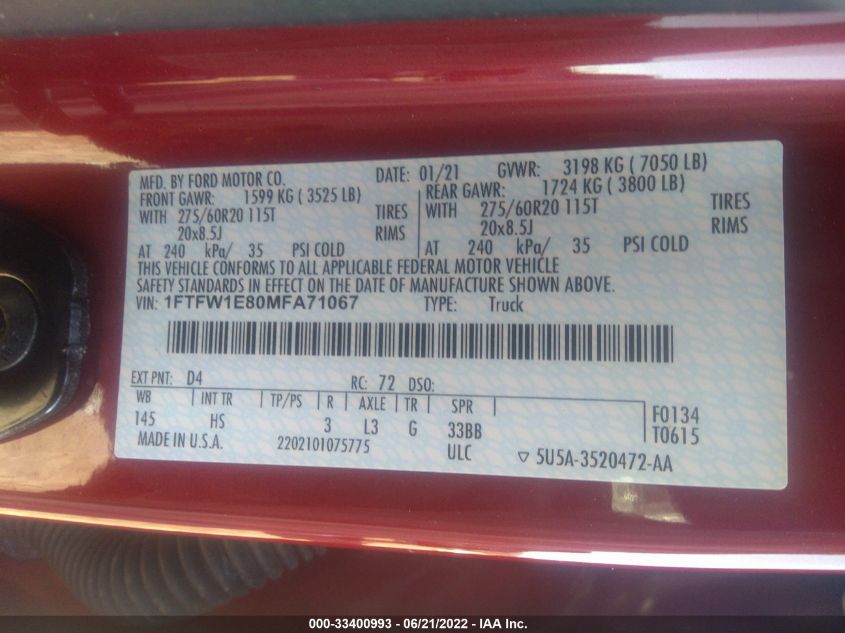 MFD. BY FORD MOTOR CO. DATE: 01/21 GVWR: 3198 KG ( 7050 LB)
FRONT GAWR: 1599 KG ( 3525 LB) REAR GAWR: 1724 KG ( 3800 LB)
WITH 275/60R20 115T TIRES WITH 275/60R20 115T TIRES
20x8.5J RIMS 20x8.5J RIMS
AT 240 kPa/ 35 PSI COLD AT 240 kPa/ 35 PSI COLD
THIS VEHICLE CONFORMS TO ALL APPLICABLE FEDERAL MOTOR VEHICLE
SAFETY STANDARDS IN EFFECT ON THE DATE OF MANUFACTURE SHOWN ABOVE.
VIN: 1FTFW1E80MFA71067 TYPE: Truck
EXT PNT: D4 RC: 72 DSO:
WB INT TR TP/PS R AXLE TR SPR F0134
145 HS 3 L3 G 33BB T0615
MADE IN U.S.A. 2202101075775 ULC ▽ 5U5A-3520472-AA
000-33400993 - 06/21/2022 - IAA Inc.